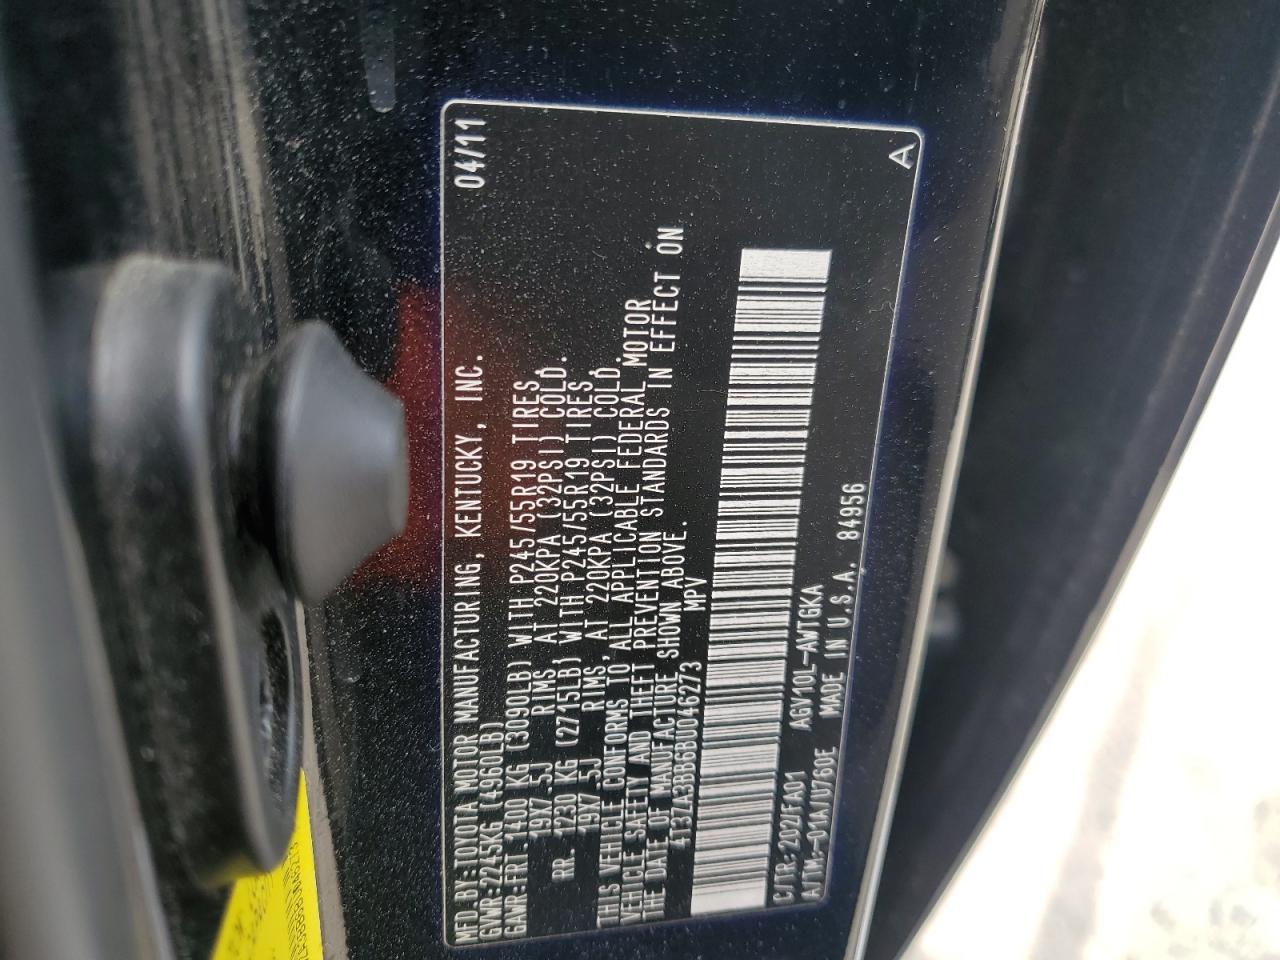 MFD.BY:TOYOTA MOTOR MANUFACTURING, KENTUCKY, INC. 04/11
GVWR:2245KG (4960LB)
GAWR:FRT.1400 KG (3090LB) WITH P245/55R19 TIRES,
19X7.5J RIMS, AT 220KPA (32PSI) COLD.
RR. 1230 KG (2715LB) WITH P245/55R19 TIRES,
19X7.5J RIMS, AT 220KPA (32PSI) COLD.
THIS VEHICLE CONFORMS TO ALL APPLICABLE FEDERAL MOTOR
VEHICLE SAFETY AND THEFT PREVENTION STANDARDS IN EFFECT ON
THE DATE OF MANUFACTURE SHOWN ABOVE.
4T3ZA3BB6BU046273 MPV
C/TR:202/FA01 AGV10L-AWTGKA
A/TM:-01A/U760E MADE IN U.S.A. 84956
A